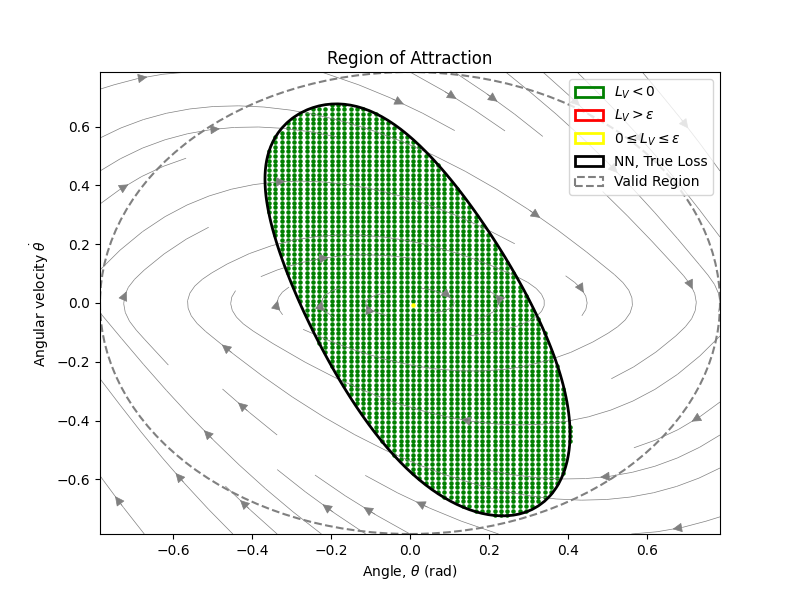 Region of Attraction
L_V < 0
L_V > ε
0 ≤ L_V ≤ ε
NN, True Loss
Valid Region
Angular velocity θ̇
0.6
0.4
0.2
0.0
−0.2
−0.4
−0.6
−0.6 −0.4 −0.2 0.0 0.2 0.4 0.6
Angle, θ (rad)